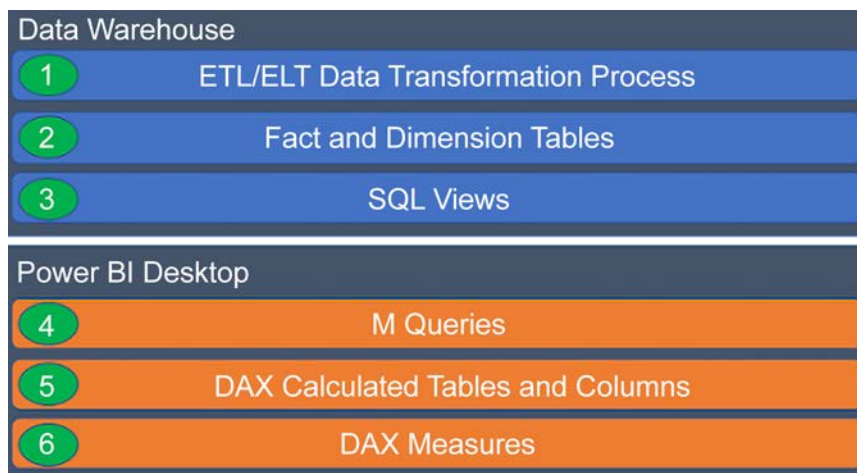 Data Warehouse
1 ETL/ELT Data Transformation Process
2 Fact and Dimension Tables
3 SQL Views
Power BI Desktop
4 M Queries
5 DAX Calculated Tables and Columns
6 DAX Measures